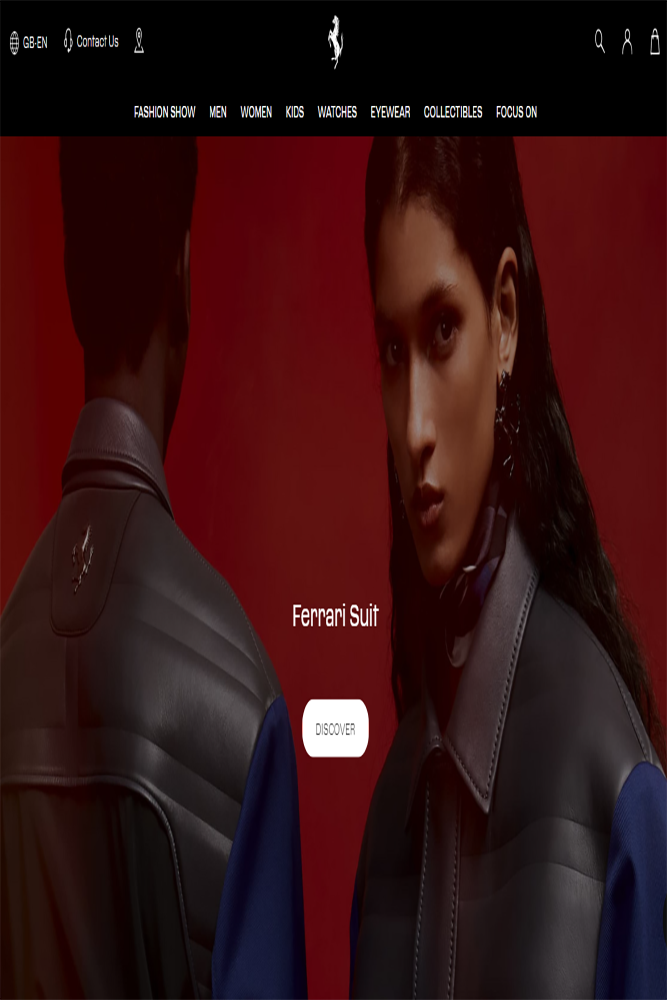 GB-EN
Contact Us
FASHION SHOW MEN WOMEN KIDS WATCHES EYEWEAR COLLECTIBLES FOCUS ON
Ferrari Suit
DISCOVER